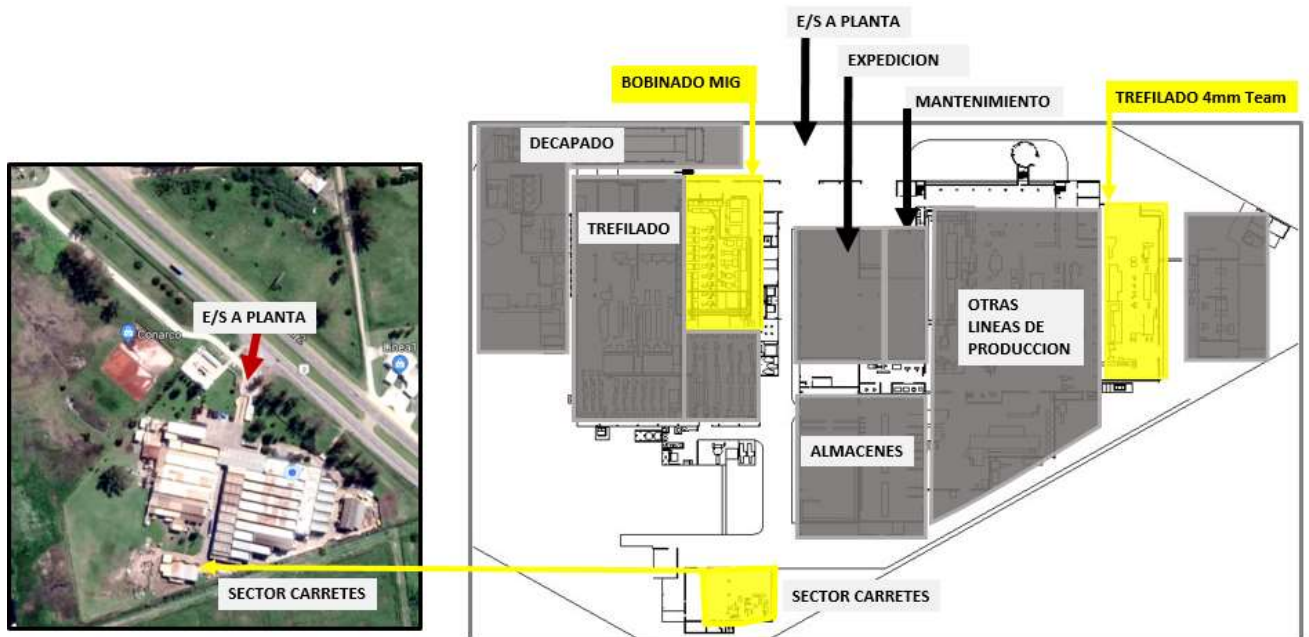 E/S A PLANTA
EXPEDICION
BOBINADO MIG
MANTENIMIENTO
TREFILADO 4mm Team
DECAPADO
TREFILADO
E/S A PLANTA
Conarco
OTRAS
LINEAS DE
PRODUCCION
ALMACENES
SECTOR CARRETES
SECTOR CARRETES